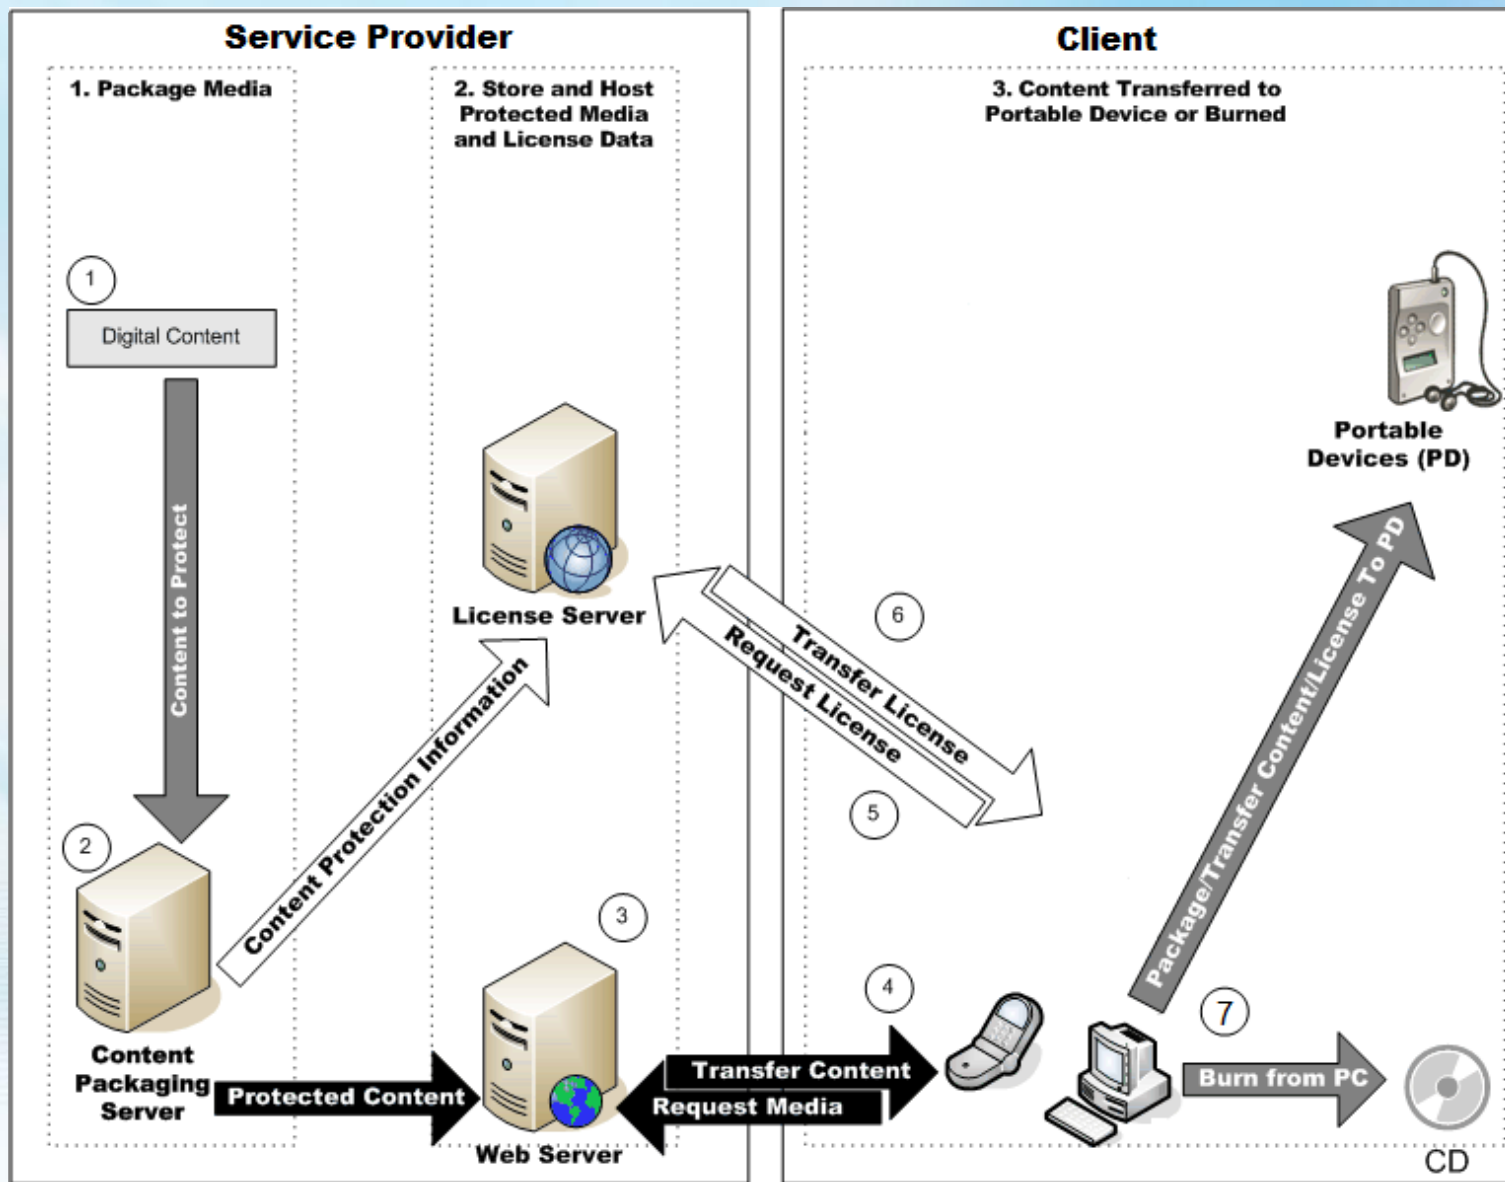 Service Provider
Client
1. Package Media
2. Store and Host
Protected Media
and License Data
3. Content Transferred to
Portable Device or Burned
1
Digital Content
Content to Protect
2
Content
Packaging
Server
Content Protection Information
License Server
Protected Content
3
Web Server
Transfer License
6
Request License
5
4
Transfer Content
Request Media
Portable
Devices (PD)
Package/Transfer Content/License To PD
7
Burn from PC
CD